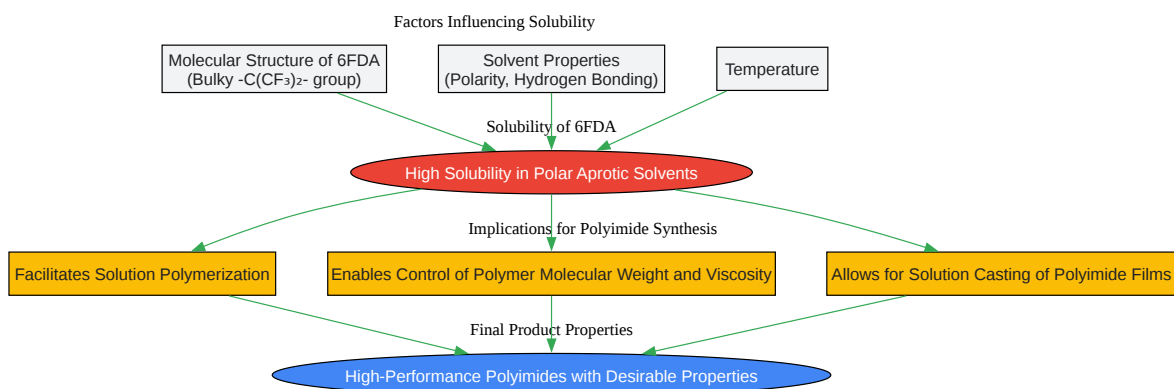 Factors Influencing Solubility
Molecular Structure of 6FDA
(Bulky -C(CF₃)₂- group)
Solvent Properties
(Polarity, Hydrogen Bonding)
Temperature
Solubility of 6FDA
High Solubility in Polar Aprotic Solvents
Implications for Polyimide Synthesis
Facilitates Solution Polymerization
Enables Control of Polymer Molecular Weight and Viscosity
Allows for Solution Casting of Polyimide Films
Final Product Properties
High-Performance Polyimides with Desirable Properties